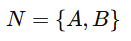 N = {A, B}